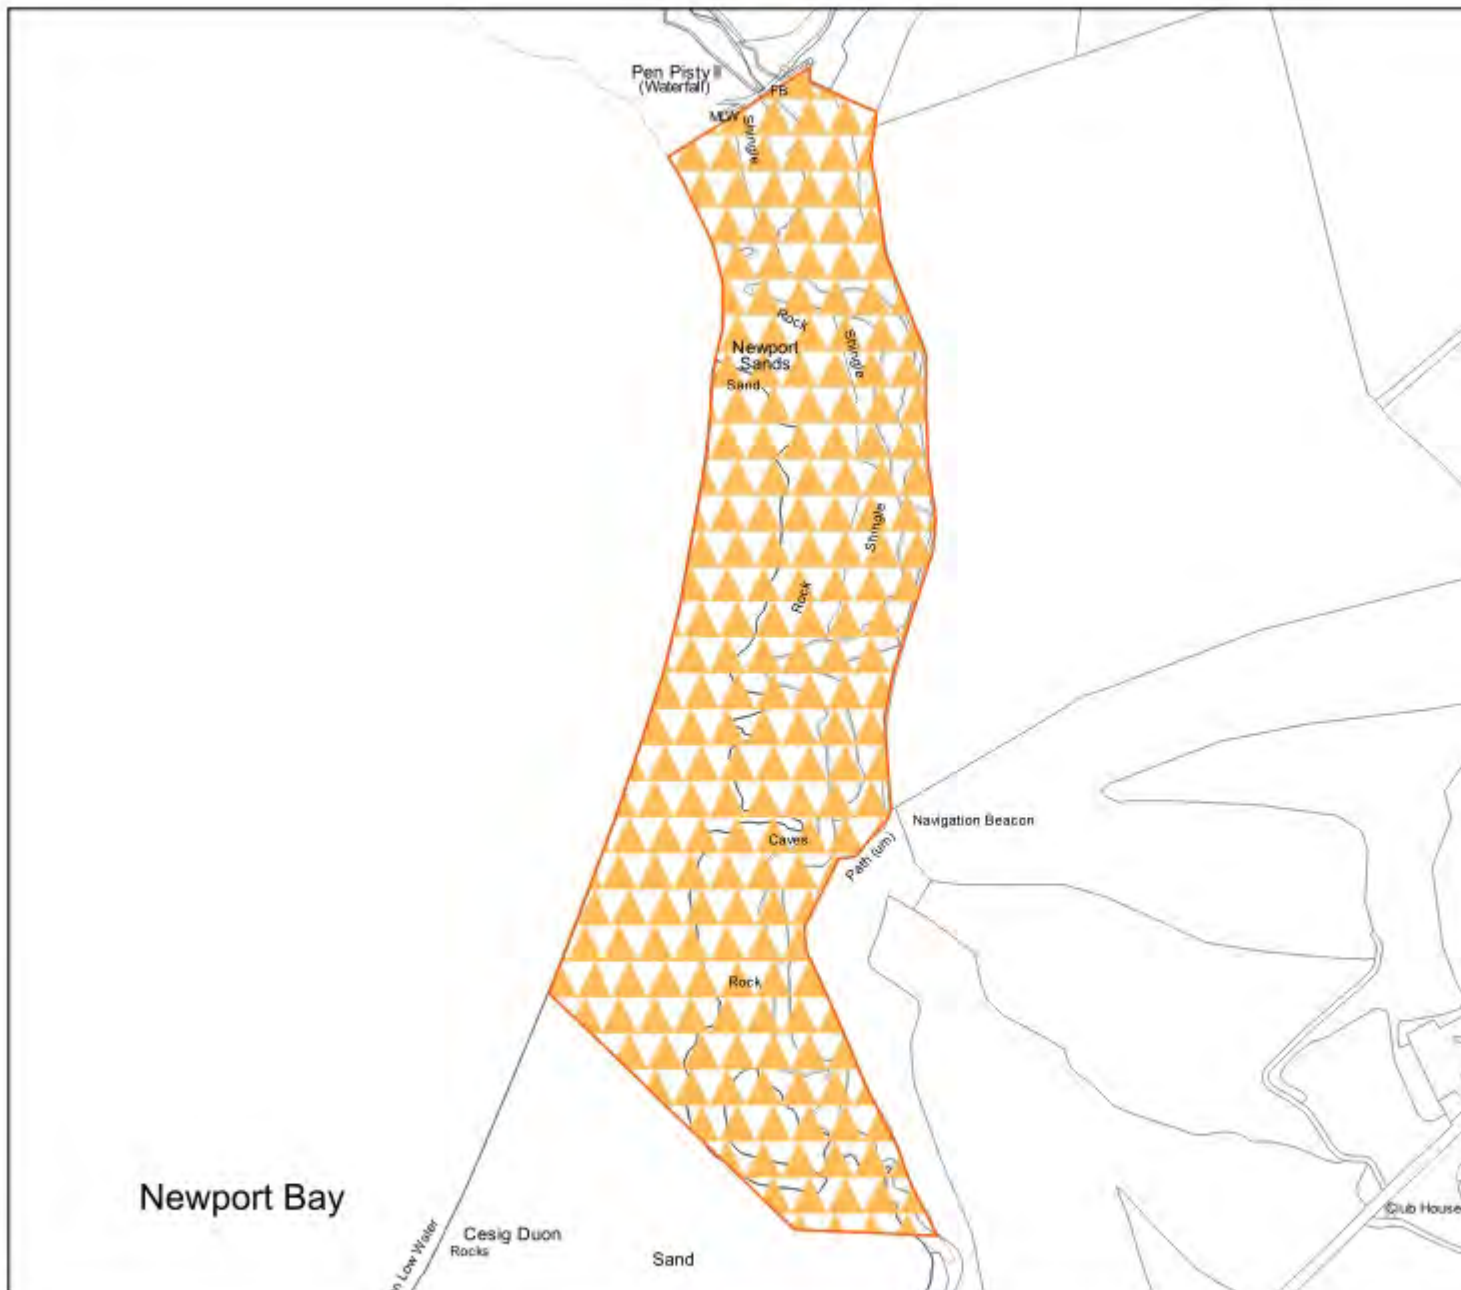 Pen Pistyll
(Waterfall)
FB
MLW
Shingle
Rock
Shingle
Newport
Sands
Sand
Shingle
Rock
Navigation Beacon
Caves
Path (um)
Rock
Newport Bay
Club House
n Low Water
Cesig Duon
Rocks
Sand